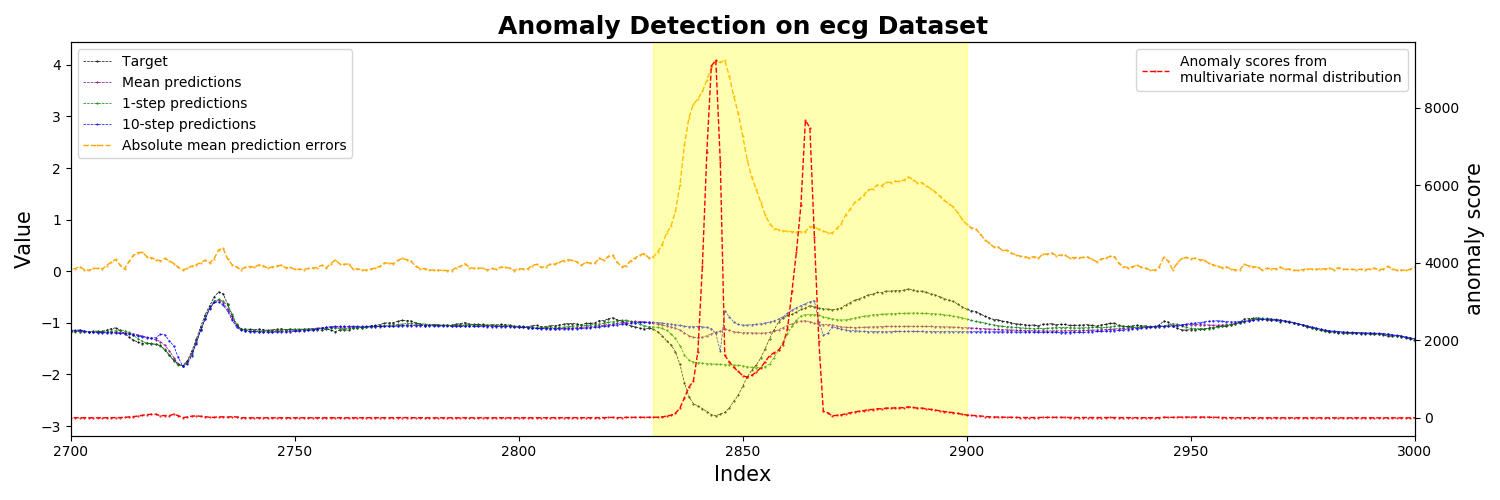 Anomaly Detection on ecg Dataset
Target
Mean predictions
1-step predictions
10-step predictions
Absolute mean prediction errors
Anomaly scores from
multivariate normal distribution
Value
4
3
2
1
0
−1
−2
−3
8000
6000
4000
2000
0
anomaly score
2700
2750
2800
2850
2900
2950
3000
Index